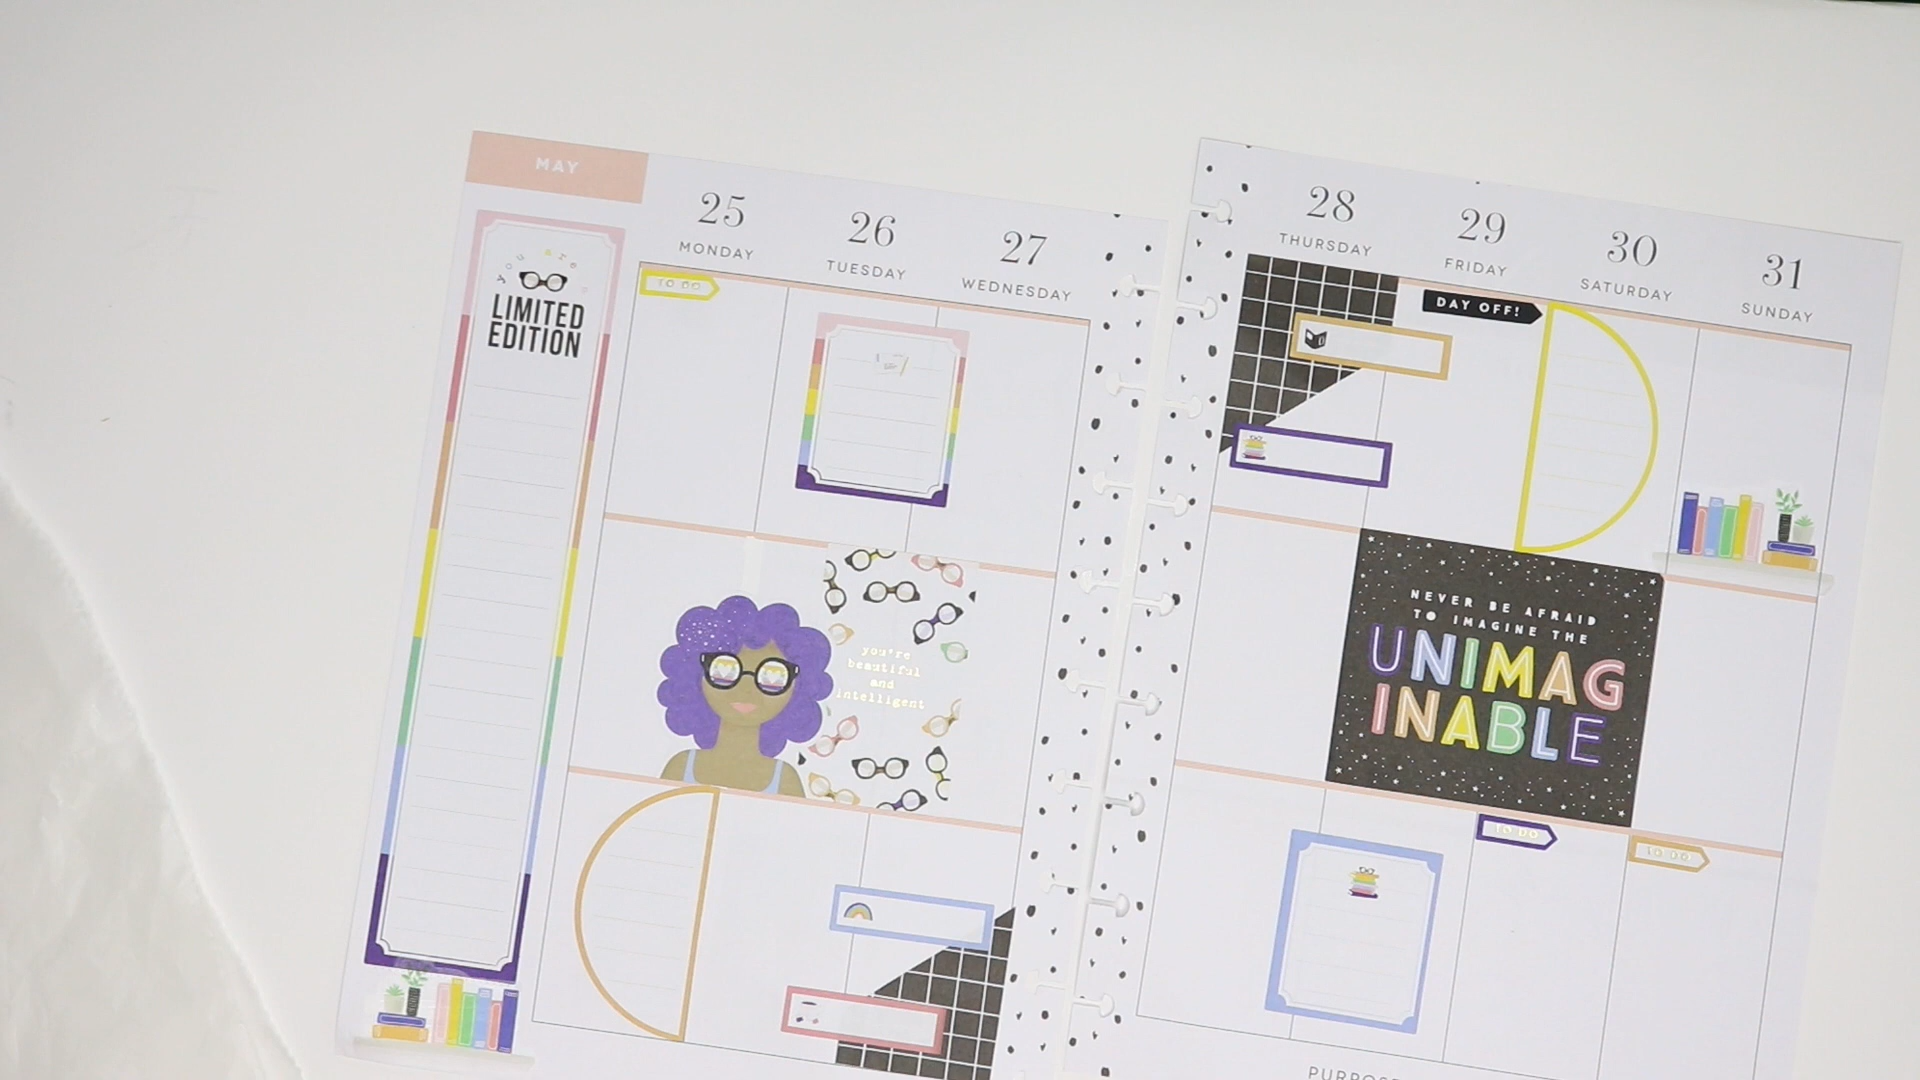 MAY
you are
LIMITED
EDITION
25
MONDAY
26
TUESDAY
27
WEDNESDAY
TO DO
you're
beautiful
and
intelligent
28
THURSDAY
29
FRIDAY
30
SATURDAY
31
SUNDAY
DAY OFF!
NEVER BE AFRAID
TO IMAGINE THE
UNIMAG
INABLE
TO DO
TO DO